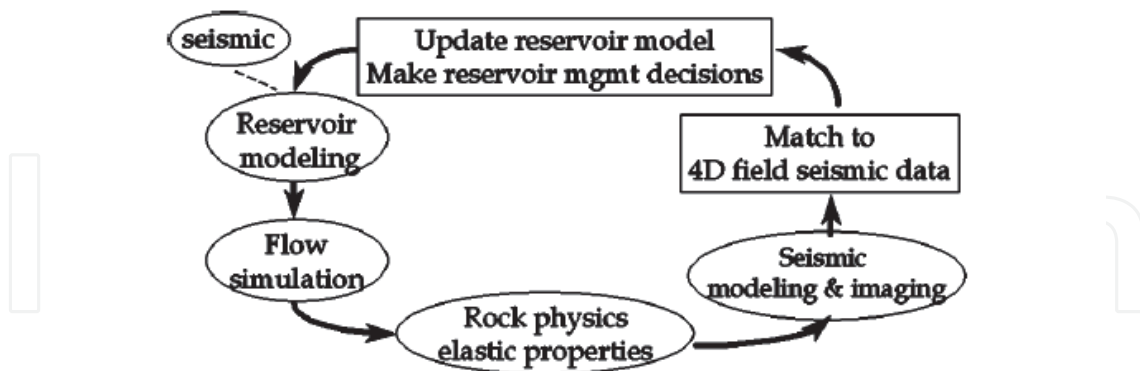 seismic
Update reservoir model
Make reservoir mgmt decisions
Reservoir
modeling
Match to
4D field seismic data
Flow
simulation
Seismic
modeling & imaging
Rock physics
elastic properties